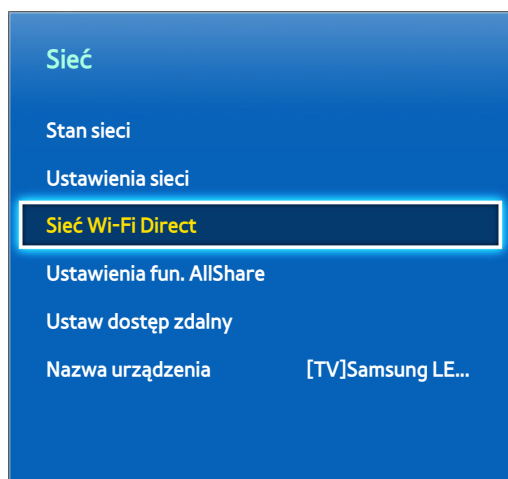 Sieć
Stan sieci
Ustawienia sieci
Sieć Wi-Fi Direct
Ustawienia fun. AllShare
Ustaw dostęp zdalny
Nazwa urządzenia [TV]Samsung LE...